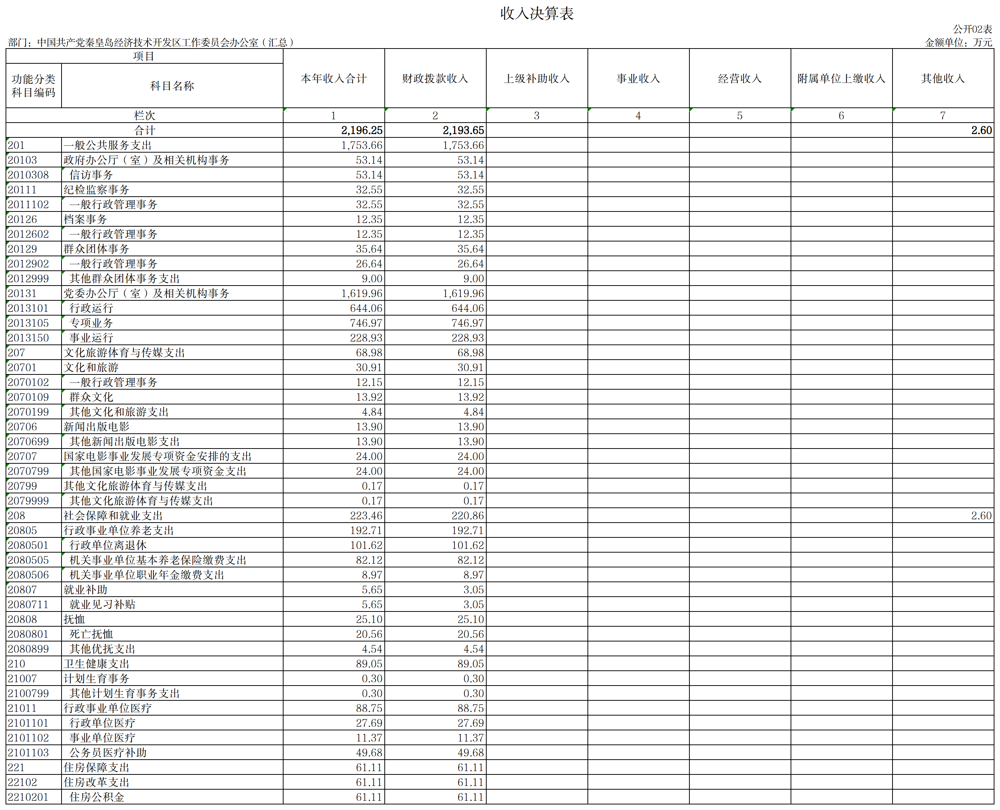 收入决算表
公开02表
部门：中国共产党秦皇岛经济技术开发区工作委员会办公室（汇总） 金额单位：万元
项目
功能分类科目编码 科目名称 本年收入合计 财政拨款收入 上级补助收入 事业收入 经营收入 附属单位上缴收入 其他收入
栏次 1 2 3 4 5 6 7
合计 2,196.25 2,193.65 2.60
201 一般公共服务支出 1,753.66 1,753.66
20103 政府办公厅（室）及相关机构事务 53.14 53.14
2010308 信访事务 53.14 53.14
20111 纪检监察事务 32.55 32.55
2011102 一般行政管理事务 32.55 32.55
20126 档案事务 12.35 12.35
2012602 一般行政管理事务 12.35 12.35
20129 群众团体事务 35.64 35.64
2012902 一般行政管理事务 26.64 26.64
2012999 其他群众团体事务支出 9.00 9.00
20131 党委办公厅（室）及相关机构事务 1,619.96 1,619.96
2013101 行政运行 644.06 644.06
2013105 专项业务 746.97 746.97
2013150 事业运行 228.93 228.93
207 文化旅游体育与传媒支出 68.98 68.98
20701 文化和旅游 30.91 30.91
2070102 一般行政管理事务 12.15 12.15
2070109 群众文化 13.92 13.92
2070199 其他文化和旅游支出 4.84 4.84
20706 新闻出版电影 13.90 13.90
2070699 其他新闻出版电影支出 13.90 13.90
20707 国家电影事业发展专项资金安排的支出 24.00 24.00
2070799 其他国家电影事业发展专项资金支出 24.00 24.00
20799 其他文化旅游体育与传媒支出 0.17 0.17
2079999 其他文化旅游体育与传媒支出 0.17 0.17
208 社会保障和就业支出 223.46 220.86 2.60
20805 行政事业单位养老支出 192.71 192.71
2080501 行政单位离退休 101.62 101.62
2080505 机关事业单位基本养老保险缴费支出 82.12 82.12
2080506 机关事业单位职业年金缴费支出 8.97 8.97
20807 就业补助 5.65 3.05
2080711 就业见习补贴 5.65 3.05
20808 抚恤 25.10 25.10
2080801 死亡抚恤 20.56 20.56
2080899 其他优抚支出 4.54 4.54
210 卫生健康支出 89.05 89.05
21007 计划生育事务 0.30 0.30
2100799 其他计划生育事务支出 0.30 0.30
21011 行政事业单位医疗 88.75 88.75
2101101 行政单位医疗 27.69 27.69
2101102 事业单位医疗 11.37 11.37
2101103 公务员医疗补助 49.68 49.68
221 住房保障支出 61.11 61.11
22102 住房改革支出 61.11 61.11
2210201 住房公积金 61.11 61.11